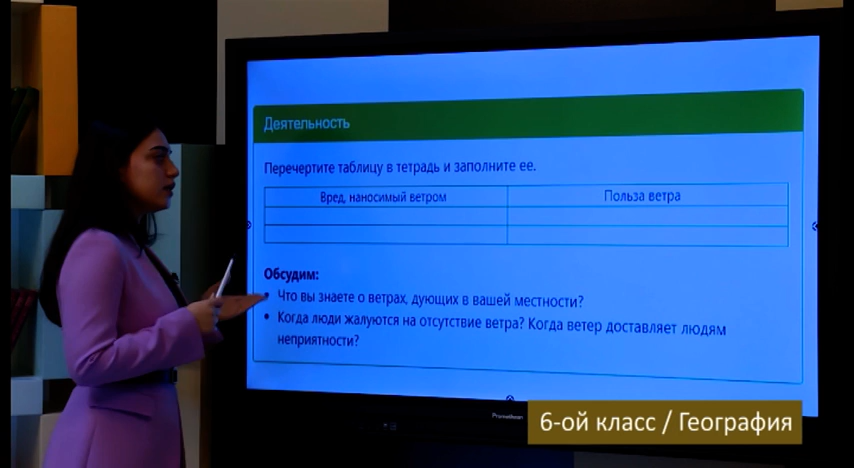 Деятельность
Перечертите таблицу в тетрадь и заполните ее.
Вред, наносимый ветром
Польза ветра
Обсудим:
• Что вы знаете о ветрах, дующих в вашей местности?
• Когда люди жалуются на отсутствие ветра? Когда ветер доставляет людям
неприятности?
Promethean
6-ой класс / География